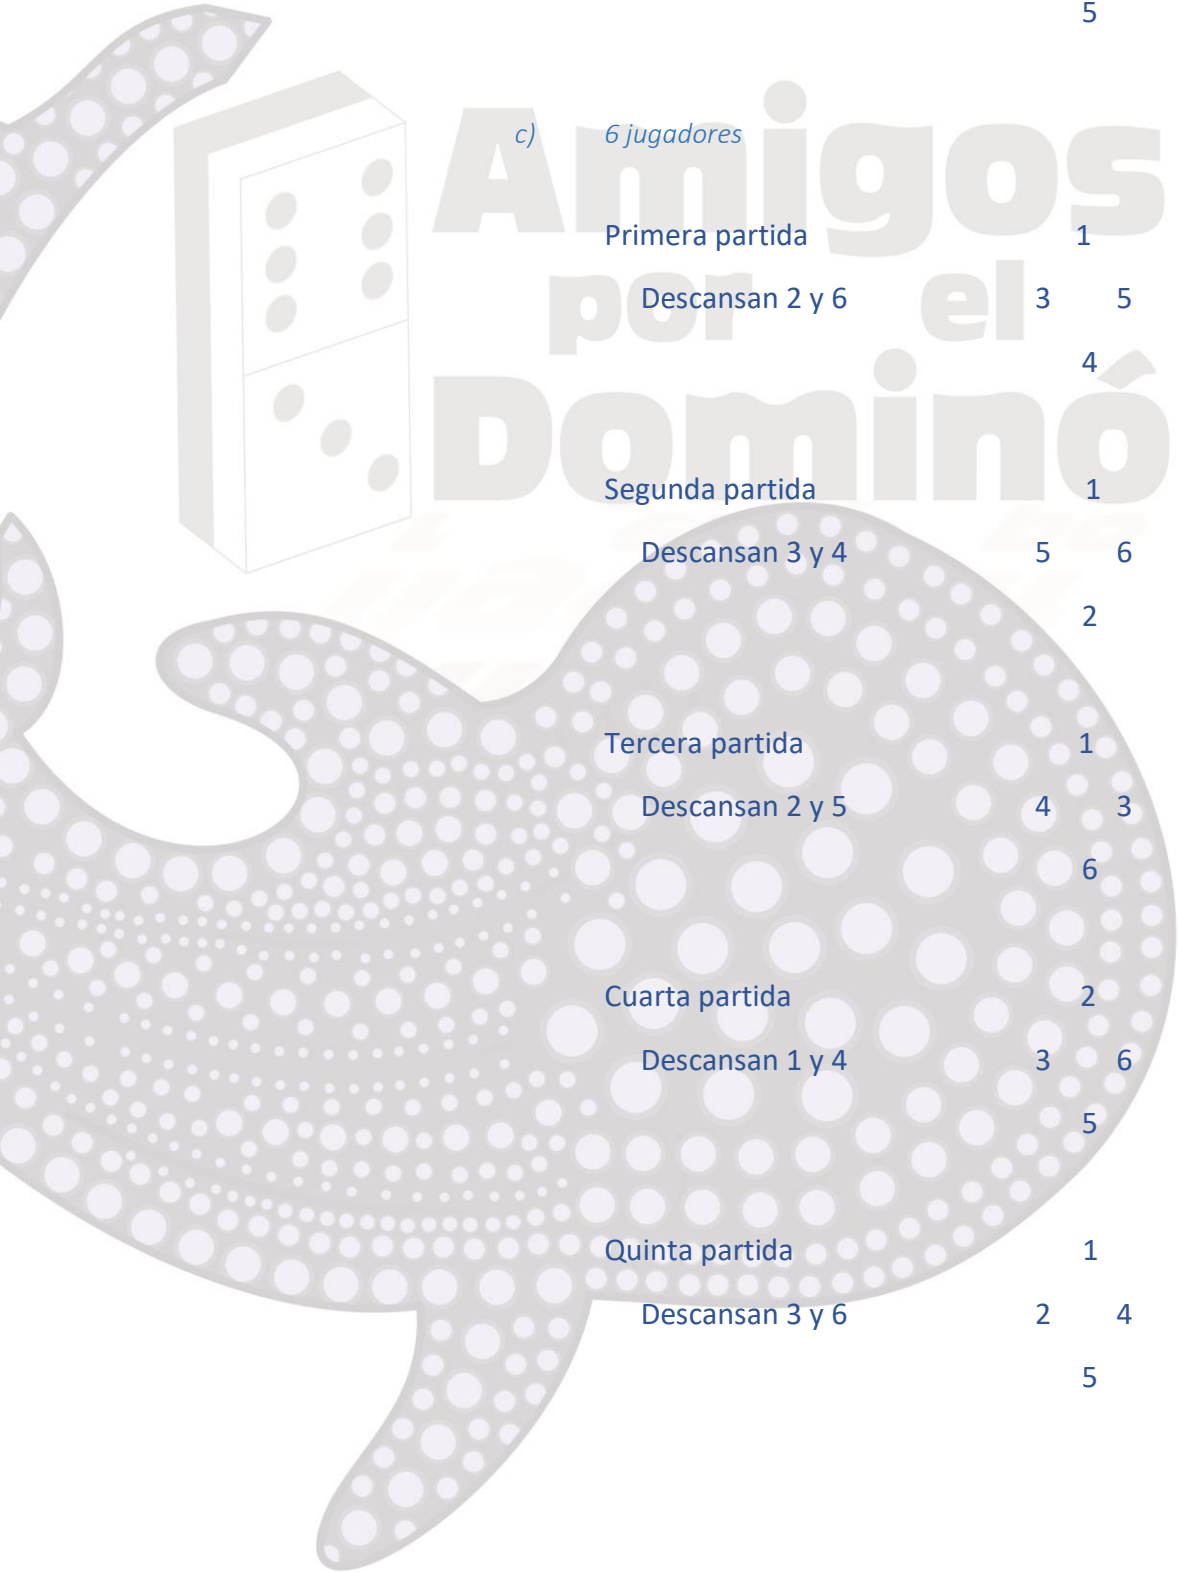 5
c) 6 jugadores
Amigos
por el
Dominó
Primera partida 1
Descansan 2 y 6 3 5
4
Segunda partida 1
Descansan 3 y 4 5 6
2
Tercera partida 1
Descansan 2 y 5 4 3
6
Cuarta partida 2
Descansan 1 y 4 3 6
5
Quinta partida 1
Descansan 3 y 6 2 4
5